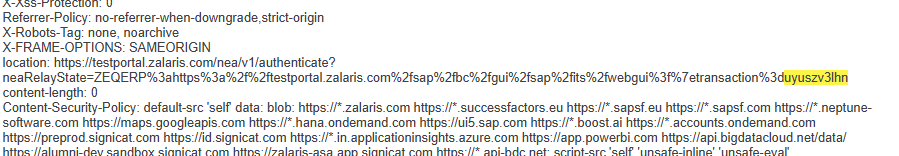 X-Xss-Protection: 0
Referrer-Policy: no-referrer-when-downgrade,strict-origin
X-Robots-Tag: none, noarchive
X-FRAME-OPTIONS: SAMEORIGIN
location: https://testportal.zalaris.com/nea/v1/authenticate?
neaRelayState=ZEQERP%3ahttps%3a%2f%2ftestportal.zalaris.com%2fsap%2fbc%2fgui%2fsap%2fits%2fwebgui%3f%7etransaction%3duyuszv3lhn
content-length: 0
Content-Security-Policy: default-src 'self' data: blob: https://*.zalaris.com https://*.successfactors.eu https://*.sapsf.eu https://*.sapsf.com https://*.neptune-
software.com https://maps.googleapis.com https://*.hana.ondemand.com https://ui5.sap.com https://*.boost.ai https://*.accounts.ondemand.com
https://preprod.signicat.com https://id.signicat.com https://*.in.applicationinsights.azure.com https://app.powerbi.com https://api.bigdatacloud.net/data/
https://alumni-dev.sandbox.signicat.com https://zalaris-asa.app.signicat.com https://*.api-bdc.net; script-src 'self' 'unsafe-inline' 'unsafe-eval'